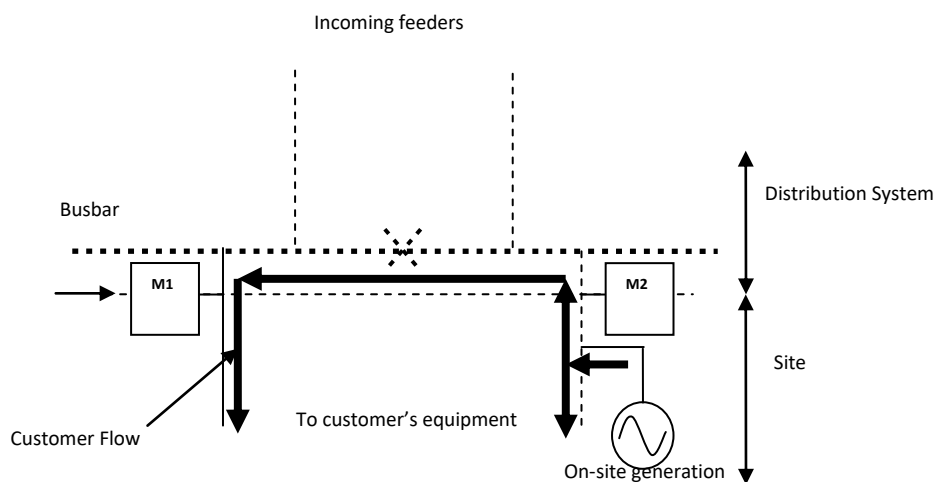 Incoming feeders
Distribution System
Busbar
M1
M2
Site
To customer’s equipment
Customer Flow
On-site generation